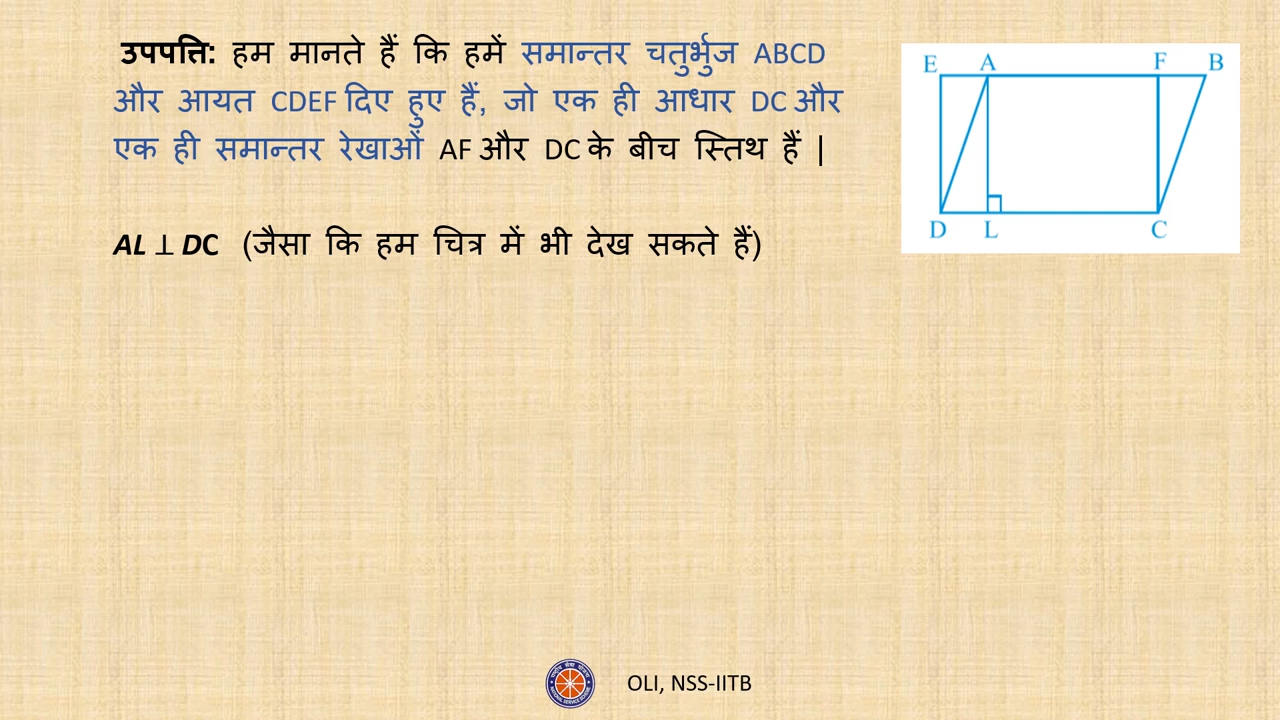 उपपत्ति: हम मानते हैं कि हमें समान्तर चतुर्भुज ABCD
और आयत CDEF दिए हुए हैं, जो एक ही आधार DC और
एक ही समान्तर रेखाओं AF और DC के बीच स्तिथ हैं |
AL ⊥ DC (जैसा कि हम चित्र में भी देख सकते हैं)
E A F B
D L C
OLI, NSS-IITB